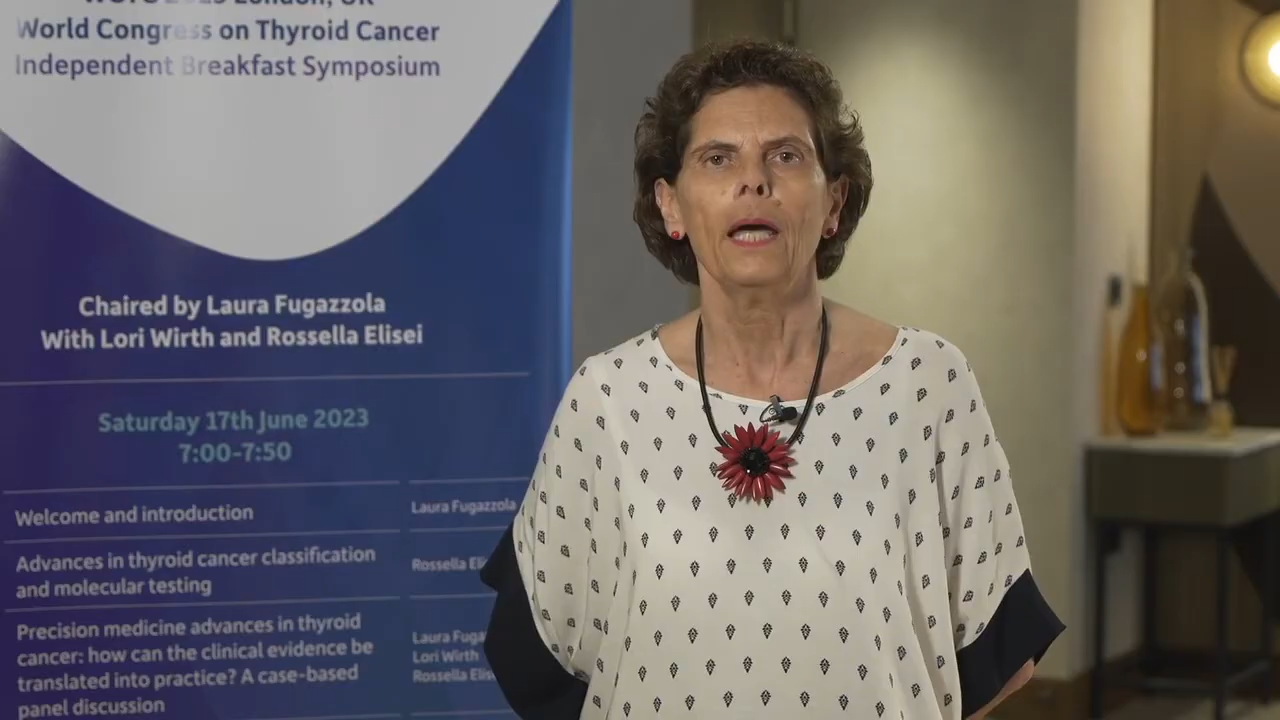 World Congress on Thyroid Cancer
Independent Breakfast Symposium
Chaired by Laura Fugazzola
With Lori Wirth and Rossella Elisei
Saturday 17th June 2023
7:00-7:50
Welcome and introduction
Laura Fugazzola
Advances in thyroid cancer classification
and molecular testing
Rossella
Precision medicine advances in thyroid
cancer: how can the clinical evidence be
translated into practice? A case-based
panel discussion
Laura
Lori Wirth
Rossella